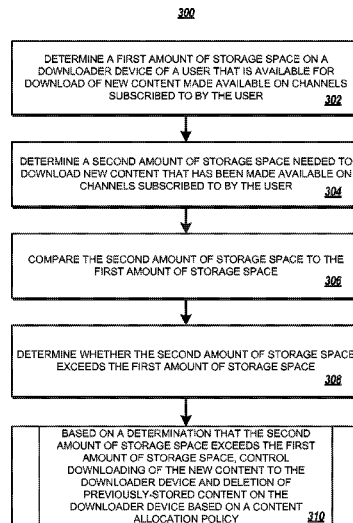 300
DETERMINE A FIRST AMOUNT OF STORAGE SPACE ON A
DOWNLOADER DEVICE OF A USER THAT IS AVAILABLE FOR
DOWNLOAD OF NEW CONTENT MADE AVAILABLE ON CHANNELS
SUBSCRIBED TO BY THE USER
302
DETERMINE A SECOND AMOUNT OF STORAGE SPACE NEEDED TO
DOWNLOAD NEW CONTENT THAT HAS BEEN MADE AVAILABLE ON
CHANNELS SUBSCRIBED TO BY THE USER
304
COMPARE THE SECOND AMOUNT OF STORAGE SPACE TO THE
FIRST AMOUNT OF STORAGE SPACE
306
DETERMINE WHETHER THE SECOND AMOUNT OF STORAGE SPACE
EXCEEDS THE FIRST AMOUNT OF STORAGE SPACE
308
BASED ON A DETERMINATION THAT THE SECOND
AMOUNT OF STORAGE SPACE EXCEEDS THE FIRST
AMOUNT OF STORAGE SPACE, CONTROL
DOWNLOADING OF THE NEW CONTENT TO THE
DOWNLOADER DEVICE AND DELETION OF
PREVIOUSLY-STORED CONTENT ON THE
DOWNLOADER DEVICE BASED ON A CONTENT
ALLOCATION POLICY
310